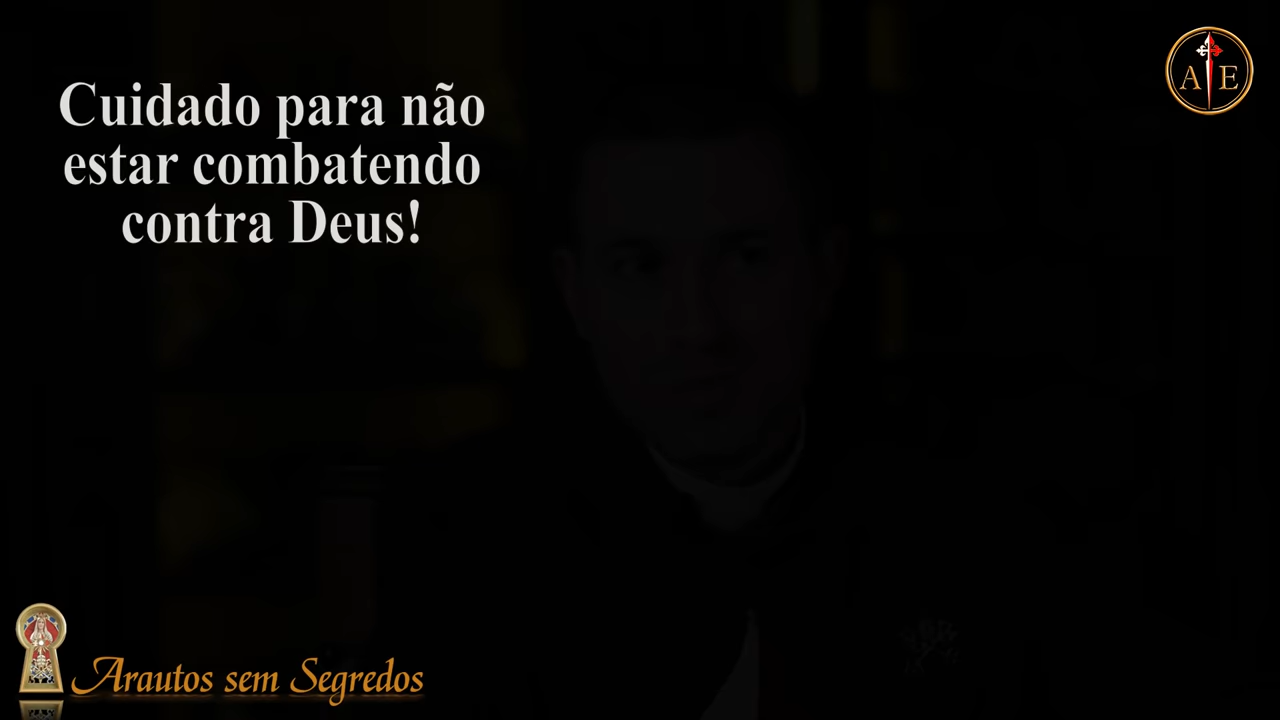 Cuidado para não
estar combatendo
contra Deus!
A E
Arautos sem Segredos